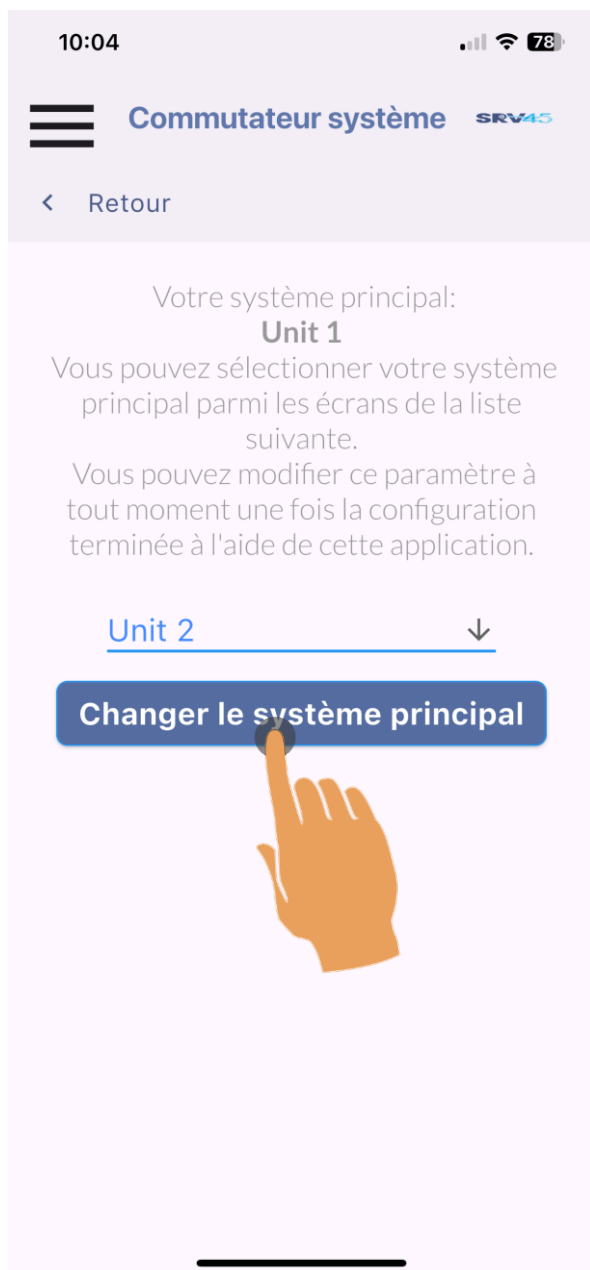 10:04
78
Commutateur système
SRV45
Retour
Votre système principal:
Unit 1
Vous pouvez sélectionner votre système
principal parmi les écrans de la liste
suivante.
Vous pouvez modifier ce paramètre à
tout moment une fois la configuration
terminée à l'aide de cette application.
Unit 2
Changer le système principal